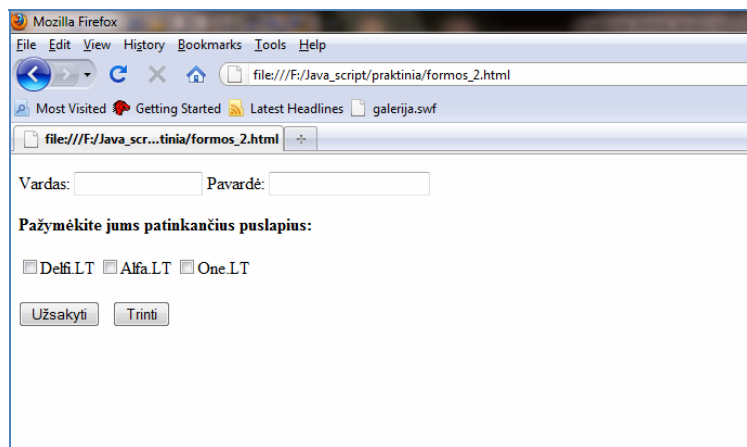 Mozilla Firefox
File Edit View History Bookmarks Tools Help
file:///F:/Java_script/praktinia/formos_2.html
Most Visited Getting Started Latest Headlines galerija.swf
file:///F:/Java_scr...tinia/formos_2.html
Vardas: Pavardė:
Pažymėkite jums patinkančius puslapius:
Delfi.LT Alfa.LT One.LT
Užsakyti Trinti